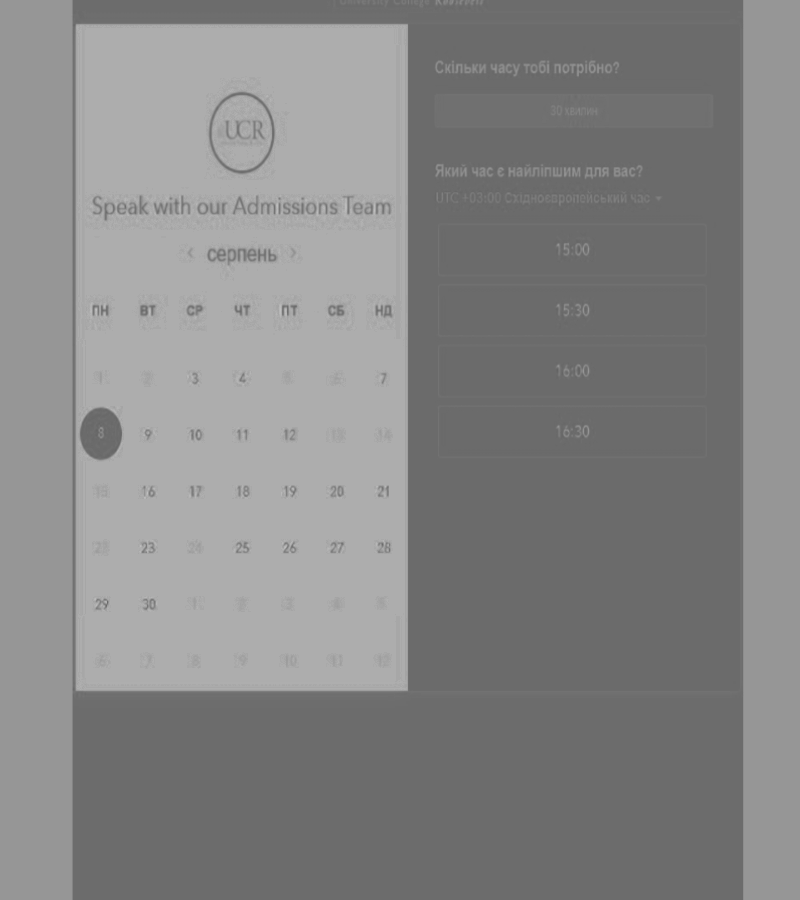 University College
UCR
Speak with our Admissions Team
‹ серпень ›
ПН ВТ СР ЧТ ПТ СБ НД
1 2 3 4 5 6 7
8 9 10 11 12 13 14
15 16 17 18 19 20 21
22 23 24 25 26 27 28
29 30 1 2 3 4 5
6 7 8 9 10 11 12
Скільки часу тобі потрібно?
30 хвилин
Який час є найліпшим для вас?
UTC +03:00 Східноєвропейський час
15:00
15:30
16:00
16:30